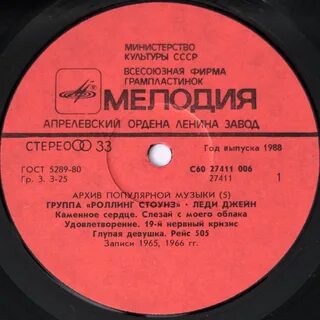 МИНИСТЕРСТВО
КУЛЬТУРЫ СССР
ВСЕСОЮЗНАЯ ФИРМА
ГРАМПЛАСТИНОК
МЕЛОДИЯ
АПРЕЛЕВСКИЙ ОРДЕНА ЛЕНИНА ЗАВОД
СТЕРЕО 33
Год выпуска 1988
ГОСТ 5289-80
Гр. 3. 3-25
С60 27411 006
27411
1
АРХИВ ПОПУЛЯРНОЙ МУЗЫКИ (5)
ГРУППА «РОЛЛИНГ СТОУНЗ» · ЛЕДИ ДЖЕЙН
Каменное сердце. Слезай с моего облака
Удовлетворение. 19-й нервный кризис
Глупая девушка. Рейс 505
Записи 1965, 1966 гг.